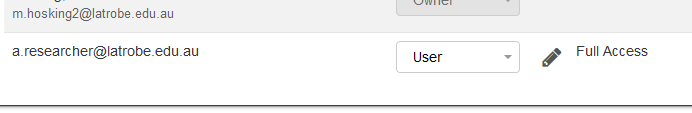 Owner
m.hosking2@latrobe.edu.au
a.researcher@latrobe.edu.au
User
Full Access